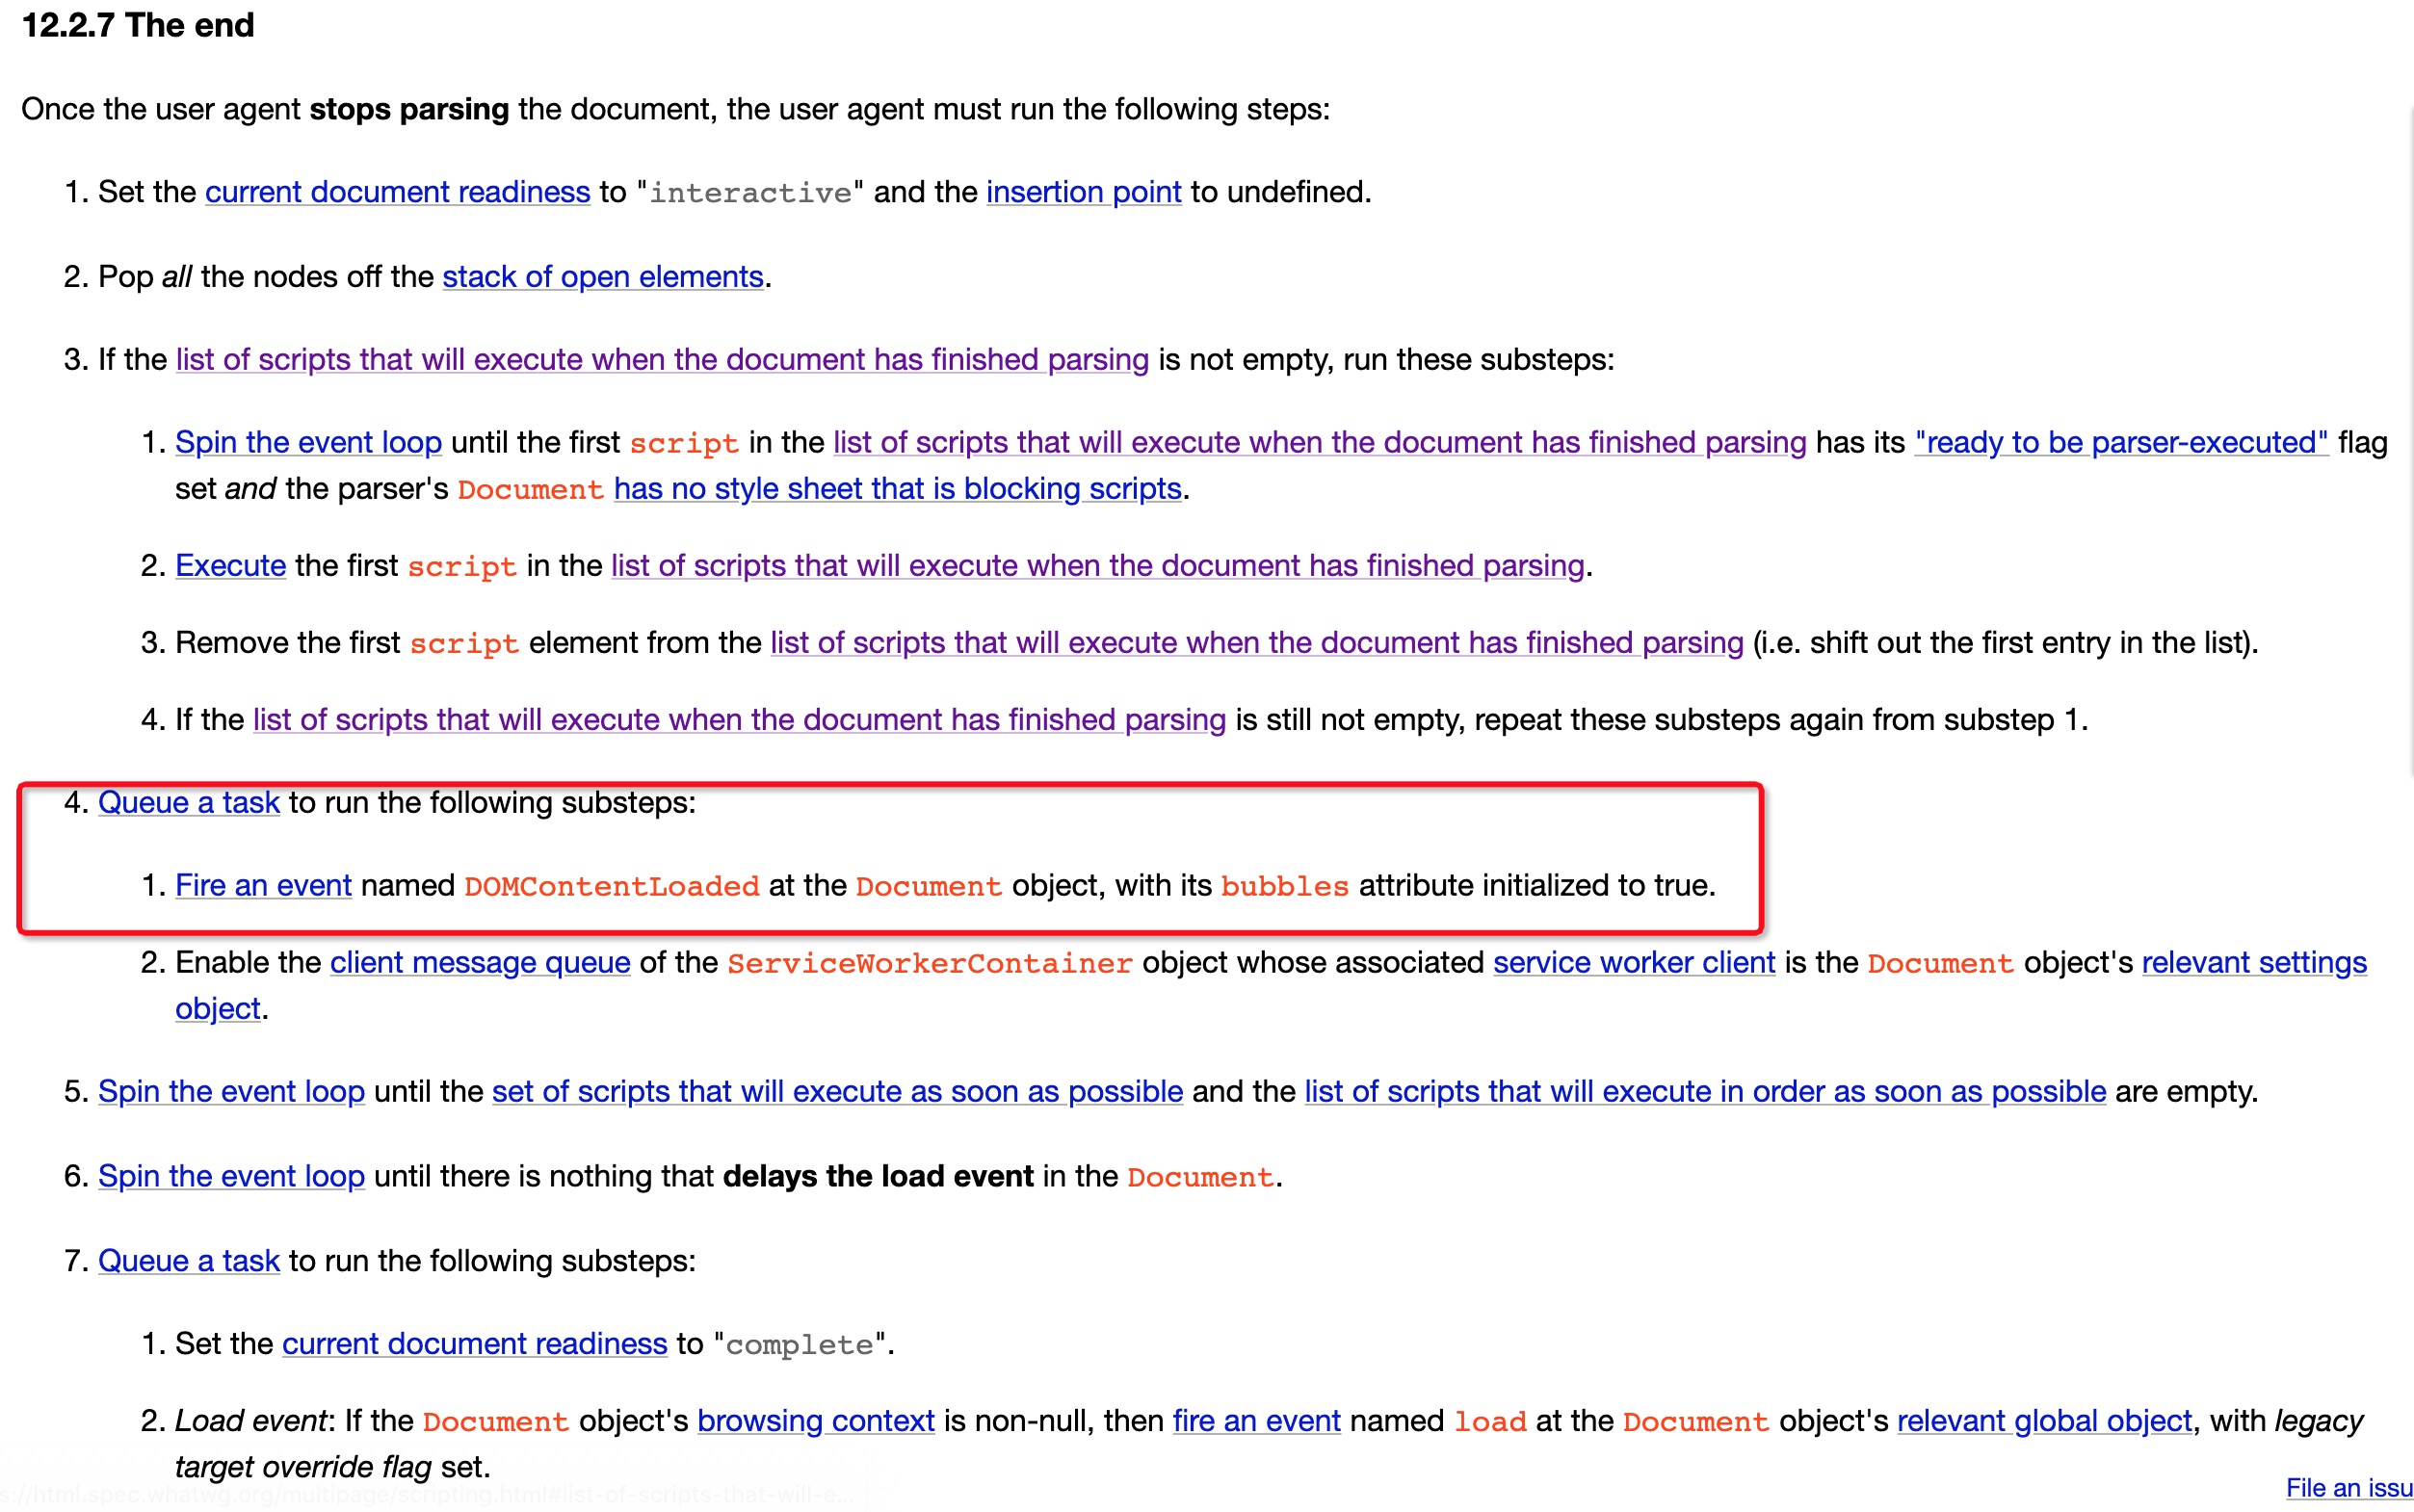 12.2.7 The end
Once the user agent stops parsing the document, the user agent must run the following steps:
1. Set the current document readiness to "interactive" and the insertion point to undefined.
2. Pop all the nodes off the stack of open elements.
3. If the list of scripts that will execute when the document has finished parsing is not empty, run these substeps:
1. Spin the event loop until the first script in the list of scripts that will execute when the document has finished parsing has its "ready to be parser-executed" flag
set and the parser's Document has no style sheet that is blocking scripts.
2. Execute the first script in the list of scripts that will execute when the document has finished parsing.
3. Remove the first script element from the list of scripts that will execute when the document has finished parsing (i.e. shift out the first entry in the list).
4. If the list of scripts that will execute when the document has finished parsing is still not empty, repeat these substeps again from substep 1.
4. Queue a task to run the following substeps:
1. Fire an event named DOMContentLoaded at the Document object, with its bubbles attribute initialized to true.
2. Enable the client message queue of the ServiceWorkerContainer object whose associated service worker client is the Document object's relevant settings
object.
5. Spin the event loop until the set of scripts that will execute as soon as possible and the list of scripts that will execute in order as soon as possible are empty.
6. Spin the event loop until there is nothing that delays the load event in the Document.
7. Queue a task to run the following substeps:
1. Set the current document readiness to "complete".
2. Load event: If the Document object's browsing context is non-null, then fire an event named load at the Document object's relevant global object, with legacy
target override flag set.
File an issu
s://html.spec.whatwg.org/multipage/scripting.html#list-of-scripts-that-will-e...